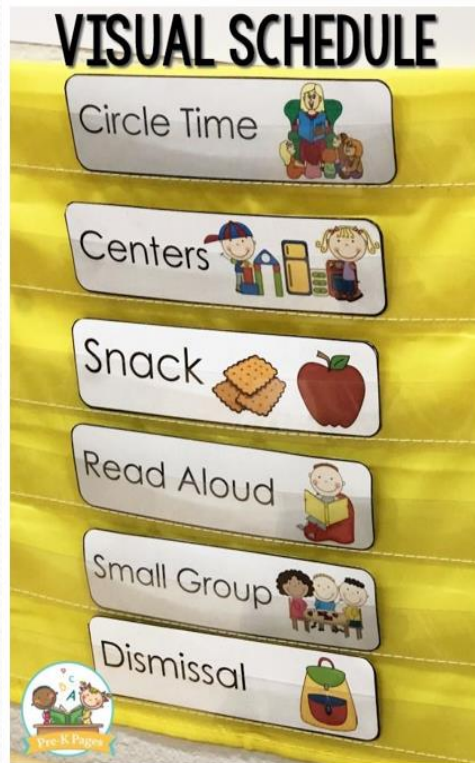 VISUAL SCHEDULE
Circle Time
Centers
Snack
Read Aloud
Small Group
Dismissal
D C
A
Pre-K Pages